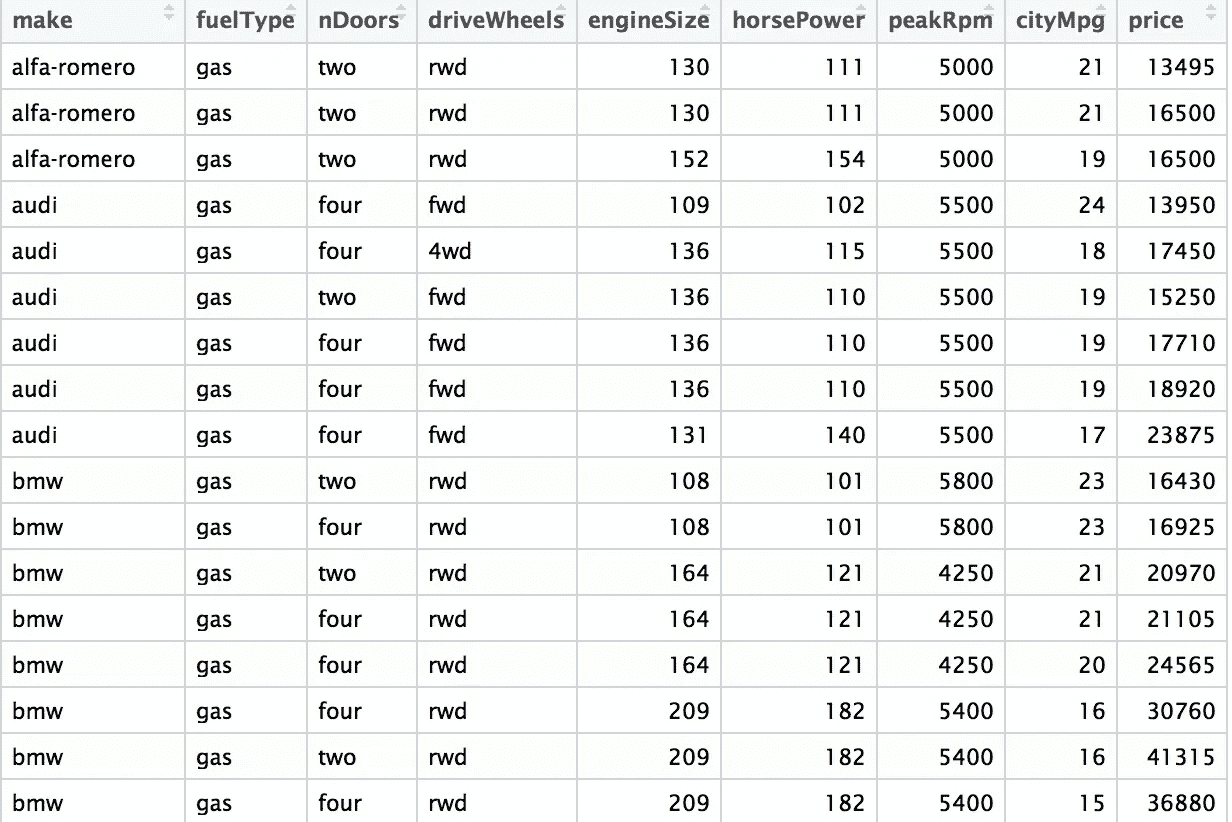 make fuelType nDoors driveWheels engineSize horsePower peakRpm cityMpg price
alfa-romero gas two rwd 130 111 5000 21 13495
alfa-romero gas two rwd 130 111 5000 21 16500
alfa-romero gas two rwd 152 154 5000 19 16500
audi gas four fwd 109 102 5500 24 13950
audi gas four 4wd 136 115 5500 18 17450
audi gas two fwd 136 110 5500 19 15250
audi gas four fwd 136 110 5500 19 17710
audi gas four fwd 136 110 5500 19 18920
audi gas four fwd 131 140 5500 17 23875
bmw gas two rwd 108 101 5800 23 16430
bmw gas four rwd 108 101 5800 23 16925
bmw gas two rwd 164 121 4250 21 20970
bmw gas four rwd 164 121 4250 21 21105
bmw gas four rwd 164 121 4250 20 24565
bmw gas four rwd 209 182 5400 16 30760
bmw gas two rwd 209 182 5400 16 41315
bmw gas four rwd 209 182 5400 15 36880